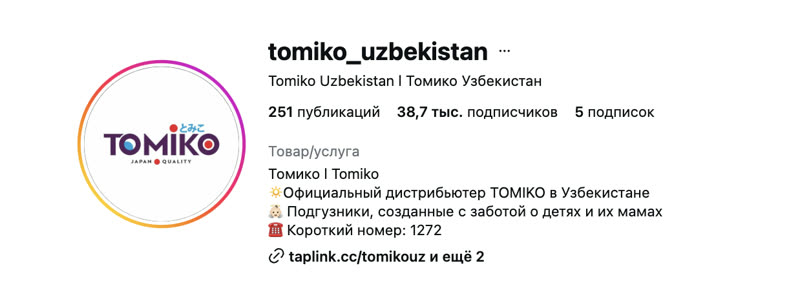 tomiko_uzbekistan ...
Tomiko Uzbekistan l Томико Узбекистан
251 публикаций 38,7 тыс. подписчиков 5 подписок
とみこ
TOMIKO
JAPAN QUALITY
Товар/услуга
Томико l Tomiko
🔅Официальный дистрибьютер TOMIKO в Узбекистане
👶🏻 Подгузники, созданные с заботой о детях и их мамах
☎️ Короткий номер: 1272
taplink.cc/tomikouz и ещё 2